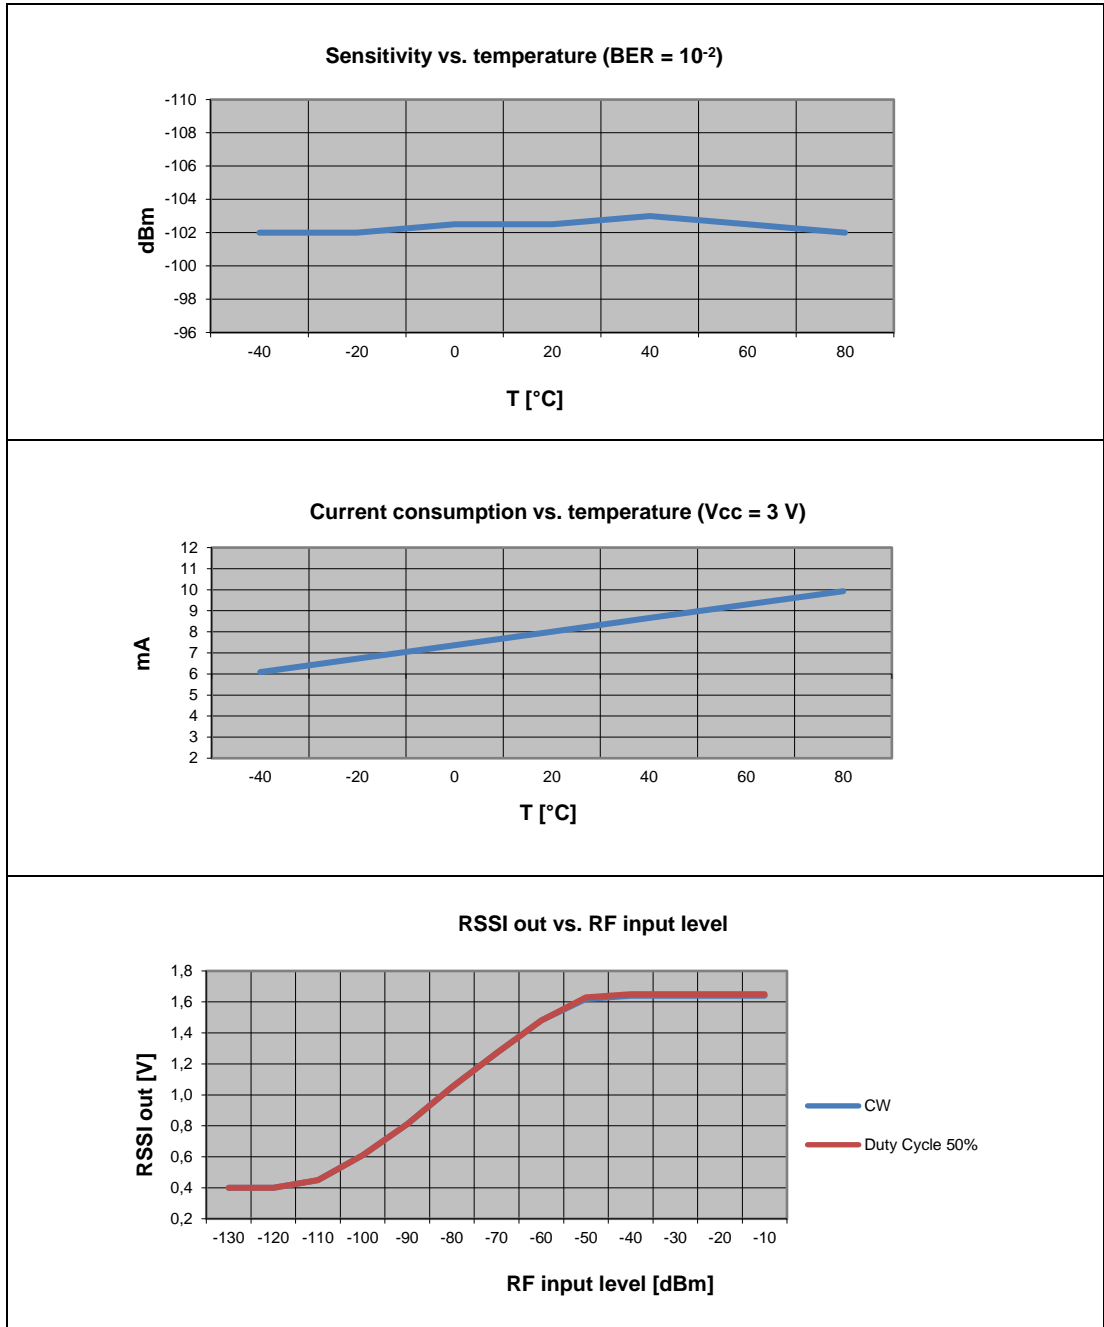 Sensitivity vs. temperature (BER = 10⁻²)
-110
-108
-106
-104
-102
-100
-98
-96
dBm
-40 -20 0 20 40 60 80
T [°C]
Current consumption vs. temperature (Vcc = 3 V)
12
11
10
9
8
7
6
5
4
3
2
mA
-40 -20 0 20 40 60 80
T [°C]
RSSI out vs. RF input level
1,8
1,6
1,4
1,2
1,0
0,8
0,6
0,4
0,2
RSSI out [V]
-130 -120 -110 -100 -90 -80 -70 -60 -50 -40 -30 -20 -10
RF input level [dBm]
CW
Duty Cycle 50%